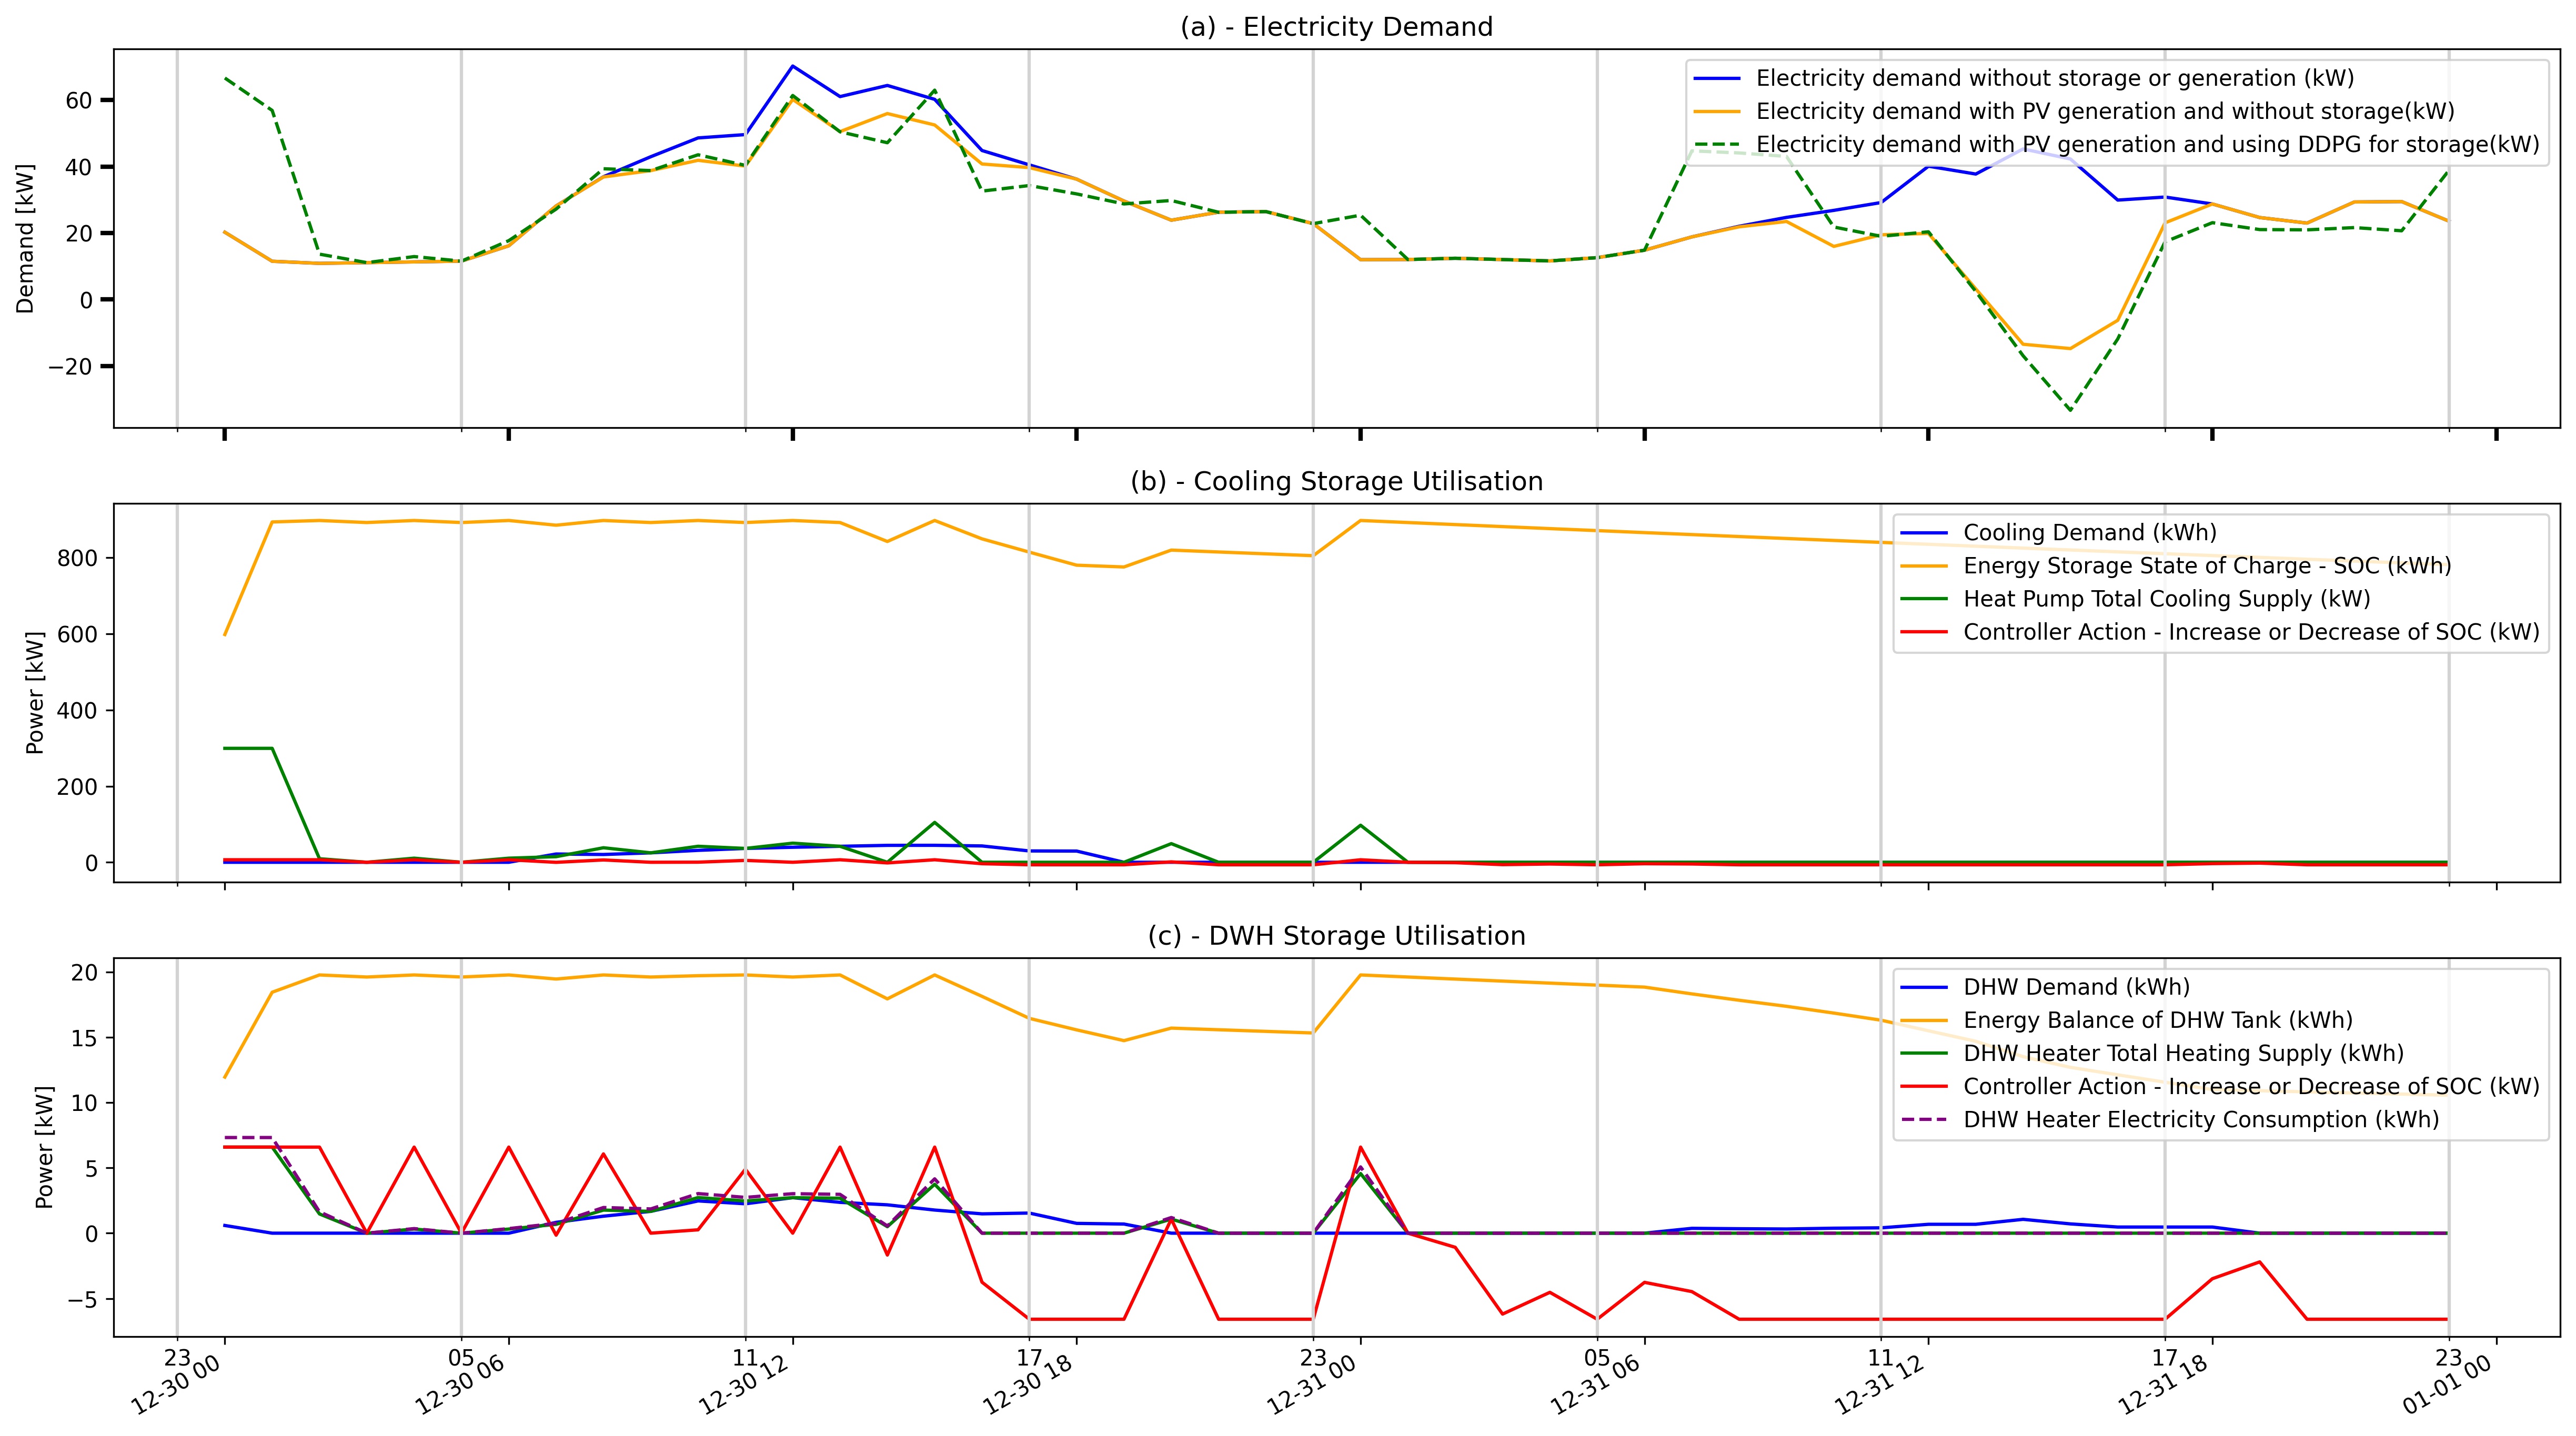 (a) - Electricity Demand
Demand [kW]
60
40
20
0
−20
Electricity demand without storage or generation (kW)
Electricity demand with PV generation and without storage(kW)
Electricity demand with PV generation and using DDPG for storage(kW)
(b) - Cooling Storage Utilisation
Power [kW]
800
600
400
200
0
Cooling Demand (kWh)
Energy Storage State of Charge - SOC (kWh)
Heat Pump Total Cooling Supply (kW)
Controller Action - Increase or Decrease of SOC (kW)
(c) - DWH Storage Utilisation
Power [kW]
20
15
10
5
0
−5
DHW Demand (kWh)
Energy Balance of DHW Tank (kWh)
DHW Heater Total Heating Supply (kWh)
Controller Action - Increase or Decrease of SOC (kW)
DHW Heater Electricity Consumption (kWh)
23 05 11 17 23 05 11 17 23
12-30 00 12-30 06 12-30 12 12-30 18 12-31 00 12-31 06 12-31 12 12-31 18 01-01 00